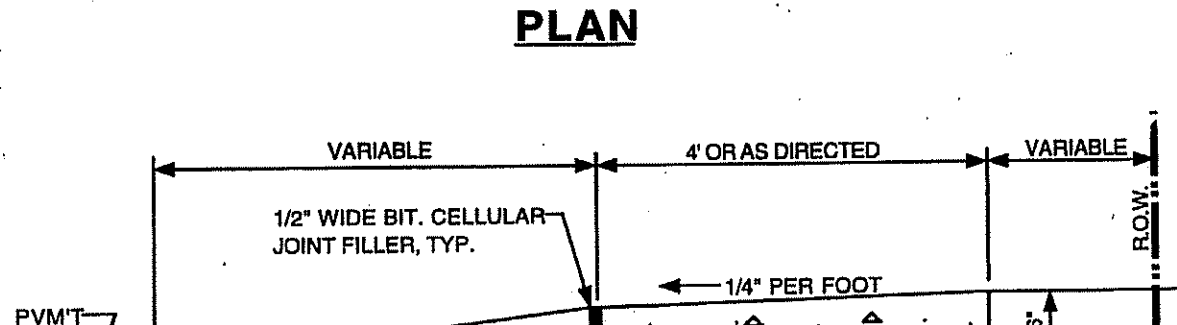 PLAN
VARIABLE
4' OR AS DIRECTED
VARIABLE
1/2" WIDE BIT. CELLULAR
JOINT FILLER, TYP.
R.O.W.
1/4" PER FOOT
PVM'T